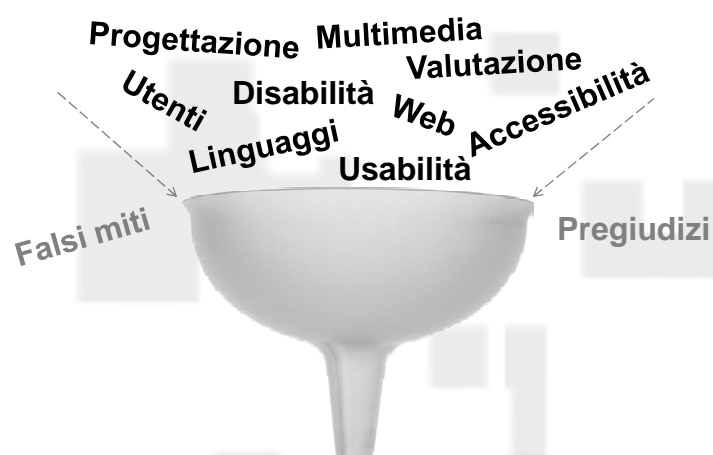 Progettazione
Multimedia
Valutazione
Utenti
Disabilità
Web
Accessibilità
Linguaggi
Usabilità
Falsi miti
Pregiudizi